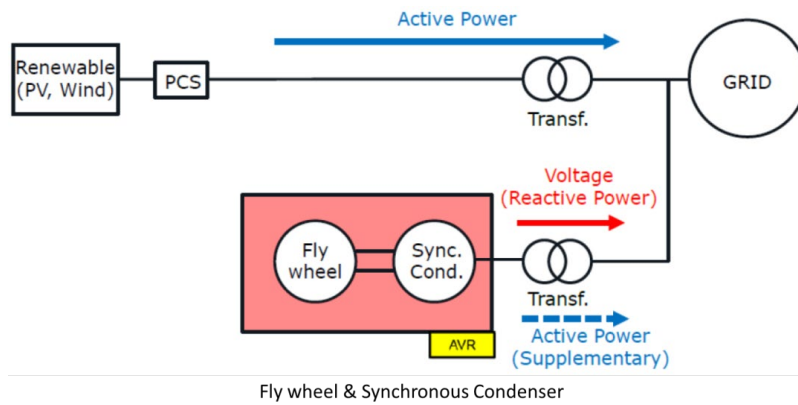 Active Power
Renewable
(PV, Wind)
PCS
Transf.
GRID
Voltage
(Reactive Power)
Fly
wheel
Sync.
Cond.
Transf.
AVR
Active Power
(Supplementary)
Fly wheel & Synchronous Condenser